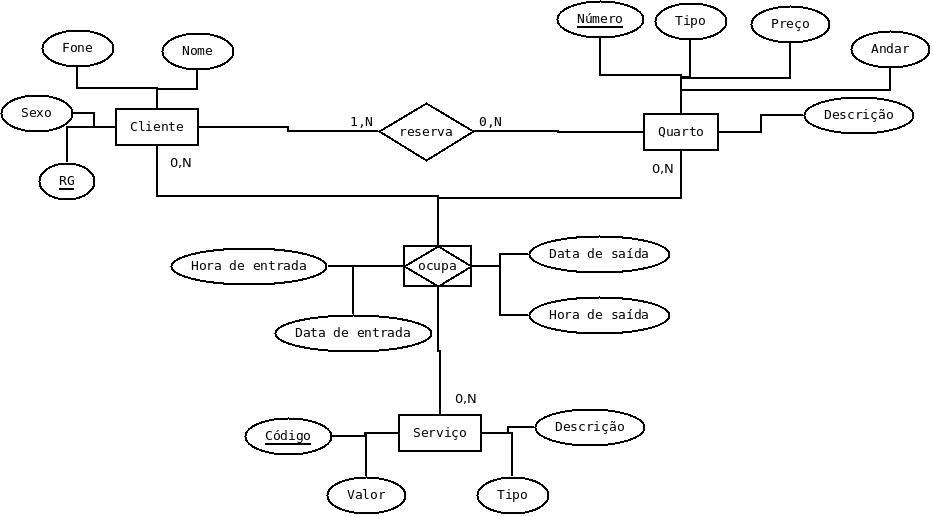 Número
Tipo
Preço
Fone
Nome
Andar
Sexo
Cliente
1,N
reserva
0,N
Quarto
Descrição
0,N
0,N
RG
Hora de entrada
ocupa
Data de saída
Data de entrada
Hora de saída
0,N
Código
Serviço
Descrição
Valor
Tipo